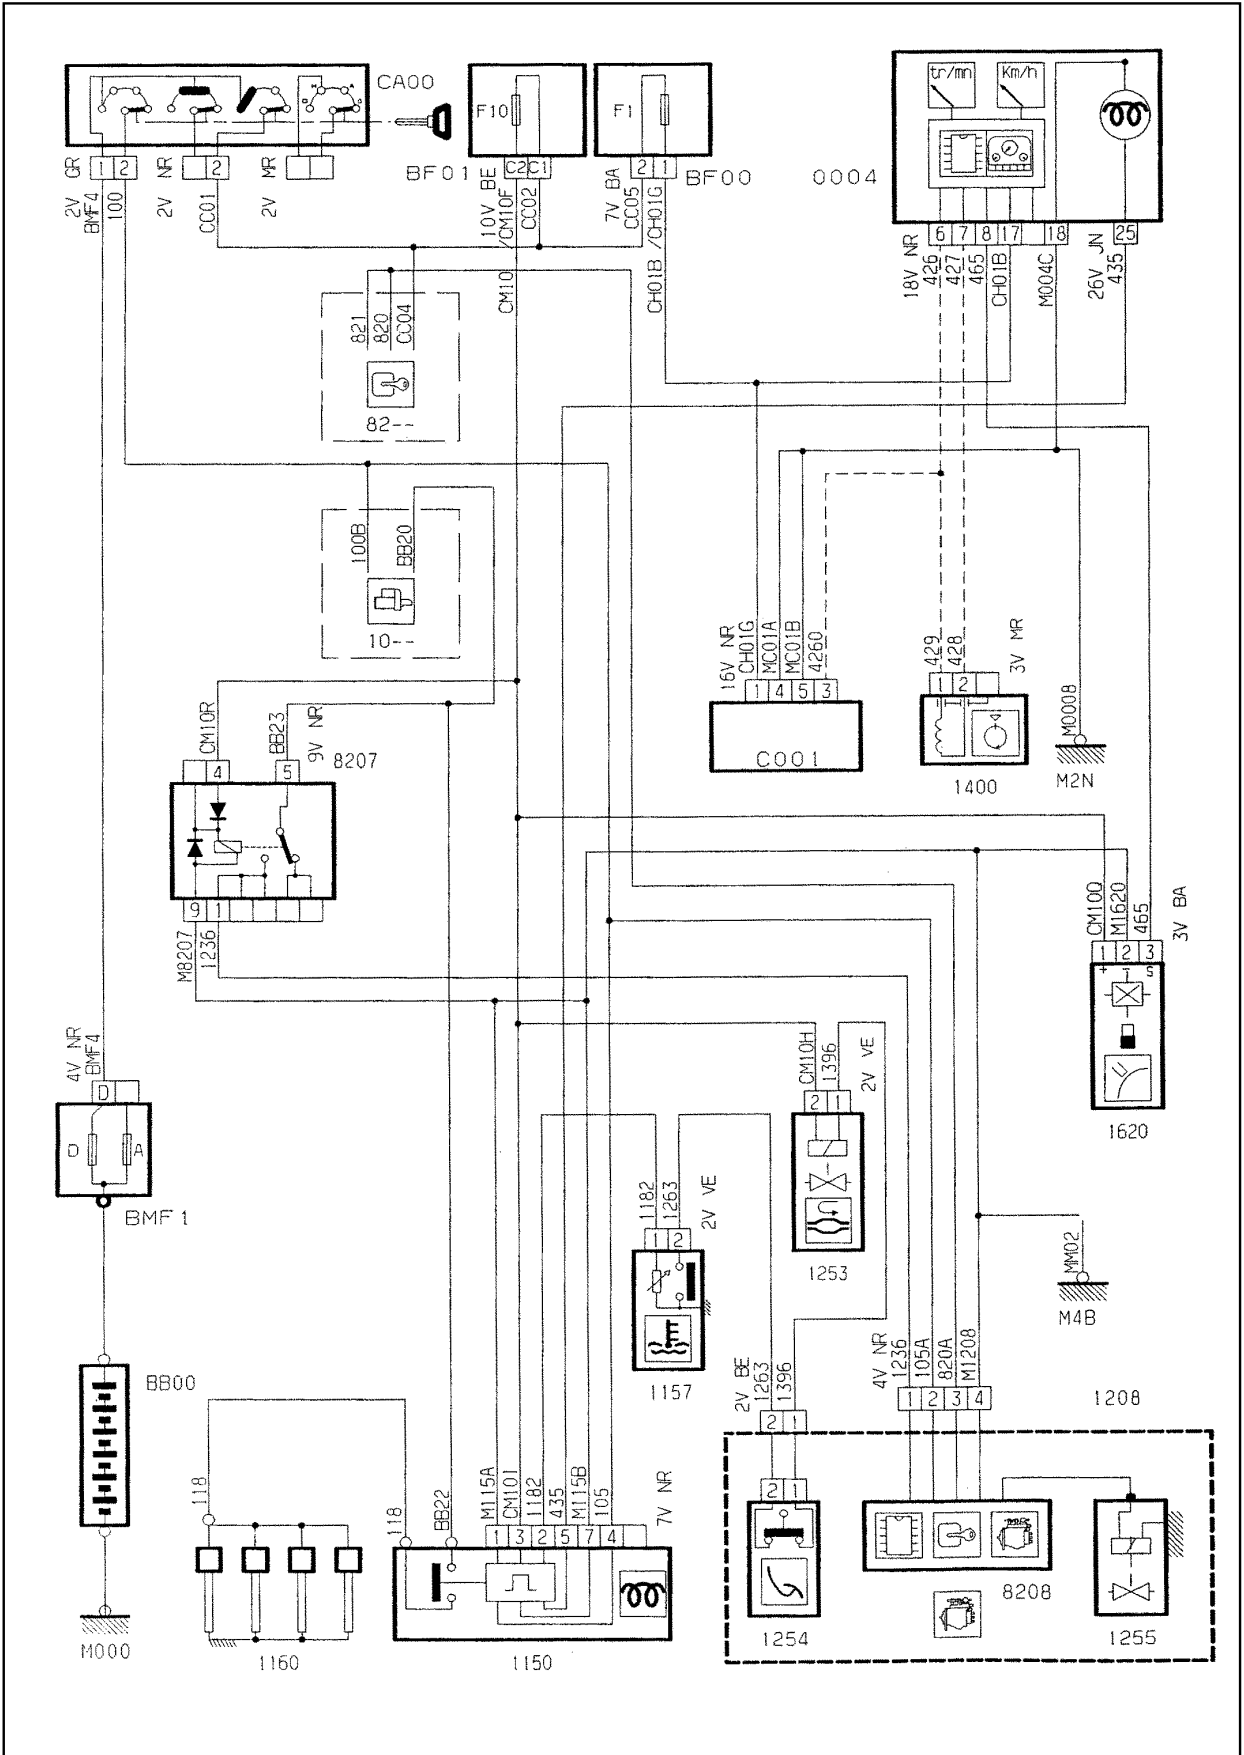 CA00
BF01
F10
F1
BF00
0004
tr/mn
Km/h
1 2
2
C2 C1
2 1
6 7 8 17 18 25
2V GR
BMF4
100
2V NR
CC01
2V MR
10V BE
CM10 /CM10F
CC02
7V BA
CC05
CH01B /CH01G
18V NR
426
427
465
CH01B
M004C
26V JN
435
821
820
CC04
82--
100B
BB20
10--
16V NR
CH01G
MC01A
MC01B
4260
1 4 5 3
C001
429
428
3V MR
1 2
1400
M0008
M2N
CM10R
BB23
9V NR
4 5
8207
9 1
M8207
1236
CM10Q
M1620
465
3V BA
1 2 3
+ - S
1620
4V NR
BMF4
D
D A
BMF1
CM10H
1396
2V VE
2 1
1253
1182
1263
2V VE
1 2
1157
MM02
M4B
BB00
M000
118
1160
118
BB22
M115A
CM10I
1182
435
M115B
105
7V NR
1 3 2 5 7 4
1150
2V BE
1263
1396
2 1
2 1
1254
4V NR
1236
105A
820A
M1208
1 2 3 4
1208
8208
1255